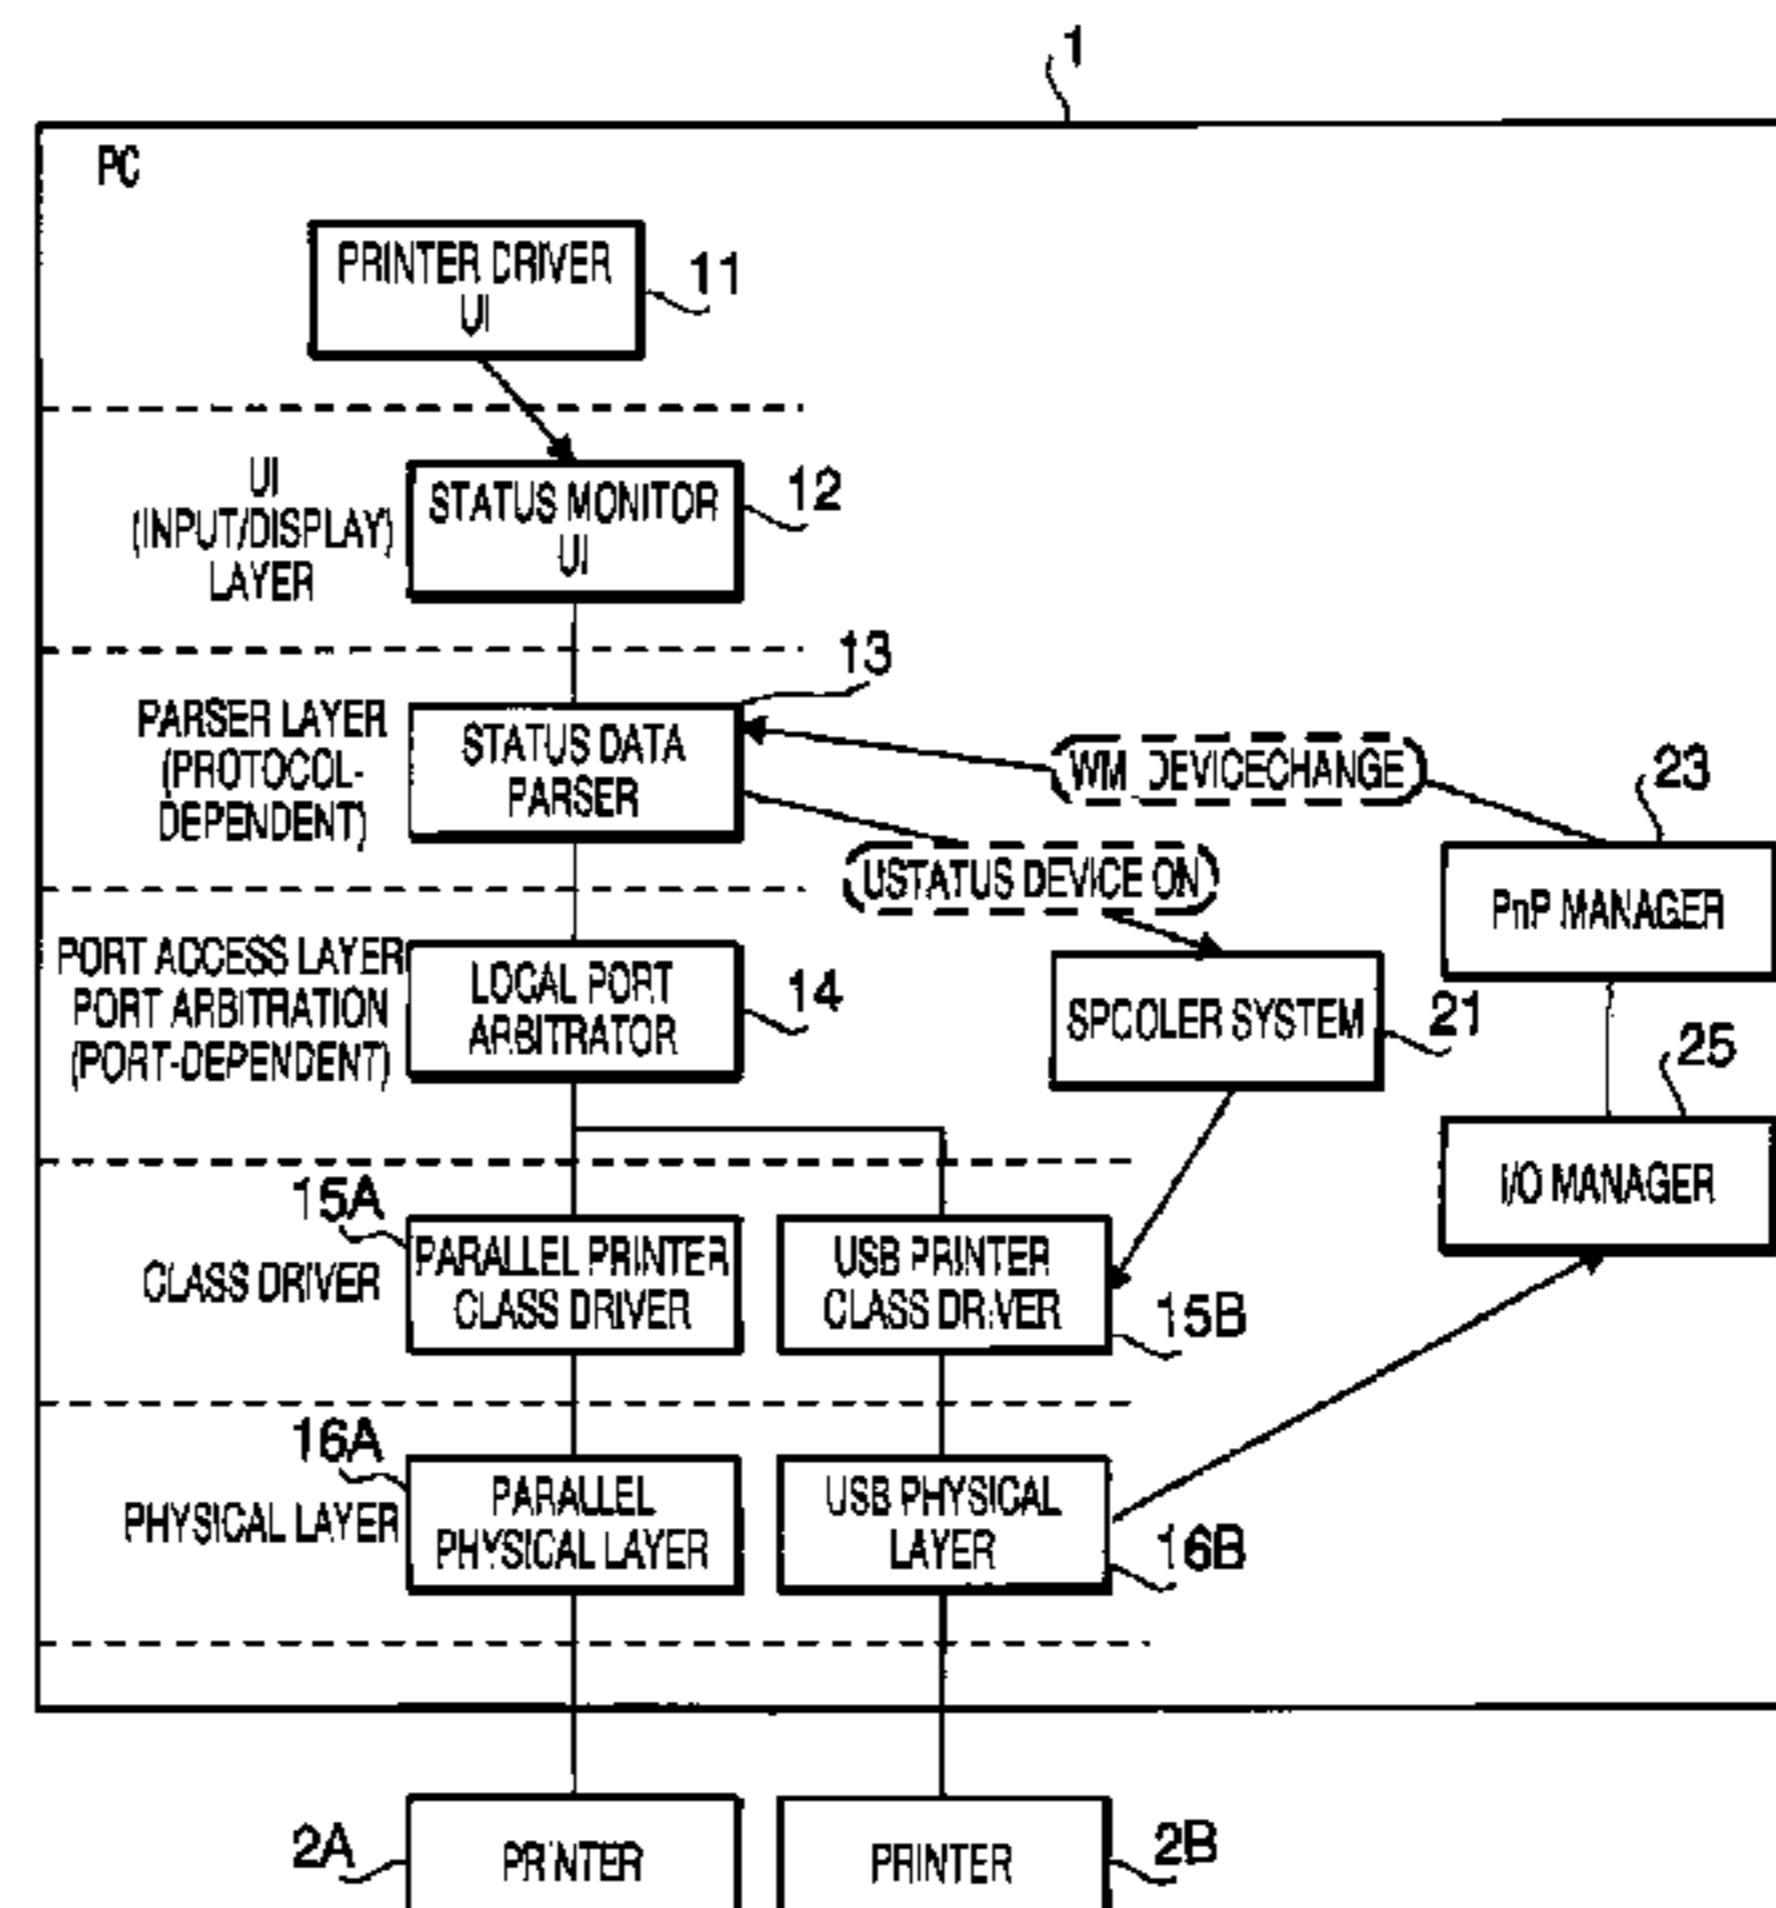 1
PC
PRINTER DRIVER
UI
11
UI
(INPUT/DISPLAY)
LAYER
STATUS MONITOR
UI
12
13
PARSER LAYER
(PROTOCOL-
DEPENDENT)
STATUS DATA
PARSER
WM_DEVICECHANGE
23
USTATUS DEVICE ON
PnP MANAGER
PORT ACCESS LAYER
PORT ARBITRATION
(PORT-DEPENDENT)
LOCAL PORT
ARBITRATOR
14
SPOOLER SYSTEM
21
25
I/O MANAGER
15A
CLASS DRIVER
PARALLEL PRINTER
CLASS DRIVER
USB PRINTER
CLASS DRIVER
15B
16A
PHYSICAL LAYER
PARALLEL
PHYSICAL LAYER
USB PHYSICAL
LAYER
16B
2A
PRINTER
PRINTER
2B